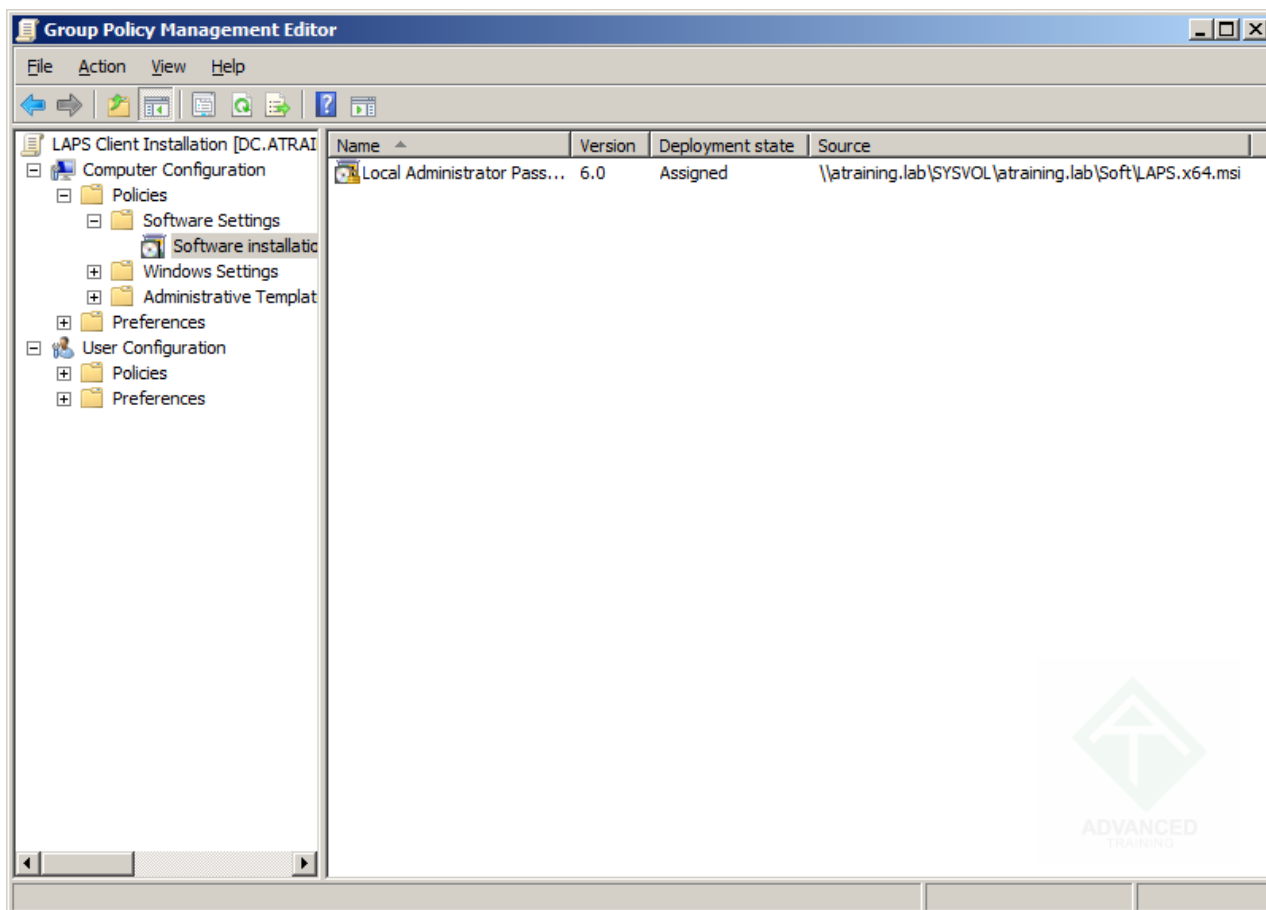 Group Policy Management Editor
File Action View Help
LAPS Client Installation [DC.ATRAI
Computer Configuration
Policies
Software Settings
Software installatic
Windows Settings
Administrative Templat
Preferences
User Configuration
Policies
Preferences
Name Version Deployment state Source
Local Administrator Pass... 6.0 Assigned \\atraining.lab\SYSVOL\atraining.lab\Soft\LAPS.x64.msi
ADVANCED
TRAINING